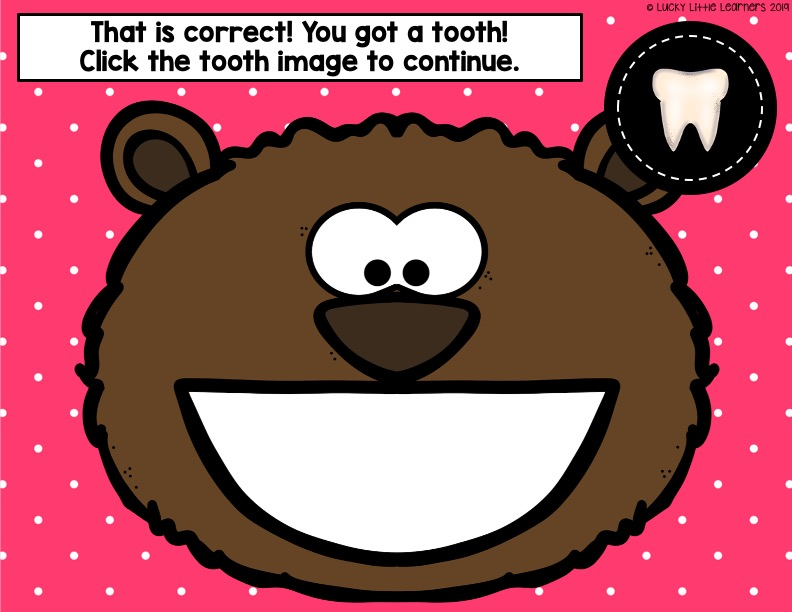 © Lucky Little Learners 2019
That is correct! You got a tooth!
Click the tooth image to continue.